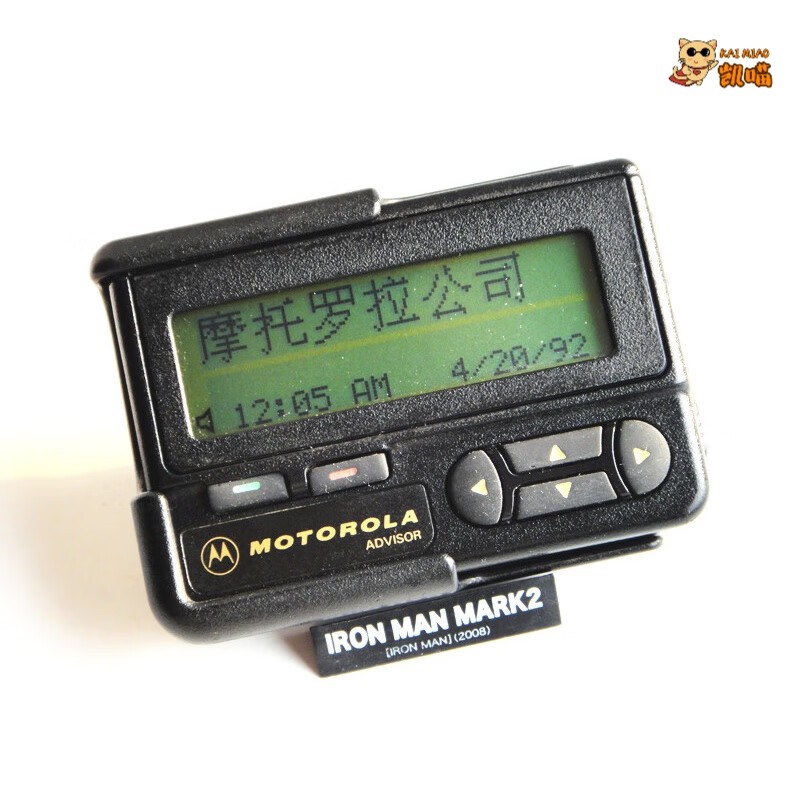 KAI MIAO
凯喵
摩托罗拉公司
12:05 AM 4/20/92
MOTOROLA
ADVISOR
IRON MAN MARK2
[IRON MAN] (2008)